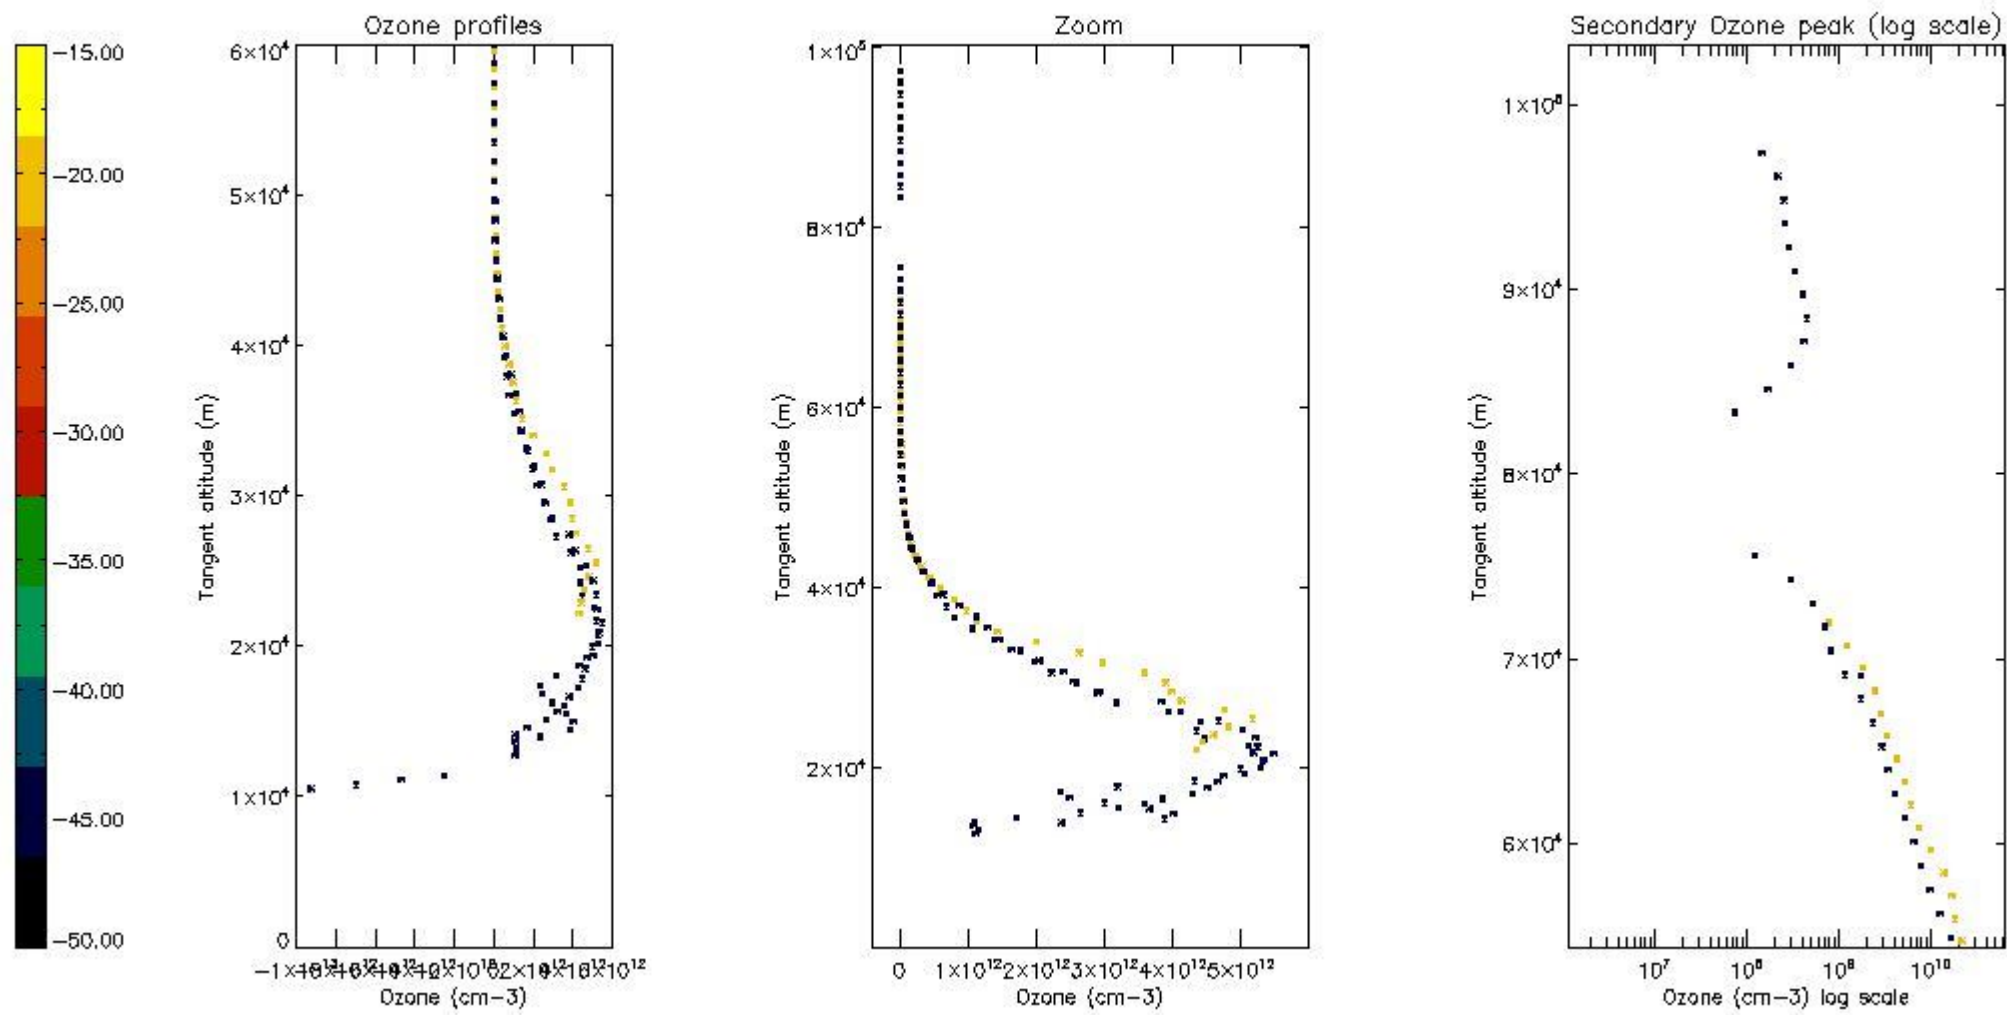 Ozone profiles
Zoom
Secondary Ozone peak (log scale)
-15.00
-20.00
-25.00
-30.00
-35.00
-40.00
-45.00
-50.00
6×10⁴
5×10⁴
4×10⁴
3×10⁴
2×10⁴
1×10⁴
0
Tangent altitude (m)
Ozone (cm-3)
1×10⁵
8×10⁴
6×10⁴
4×10⁴
2×10⁴
Tangent altitude (m)
0 1×10¹² 2×10¹² 3×10¹² 4×10¹² 5×10¹²
Ozone (cm-3)
9×10⁴
8×10⁴
7×10⁴
6×10⁴
Tangent altitude (m)
10⁷ 10⁸ 10⁹ 10¹⁰
Ozone (cm-3) log scale